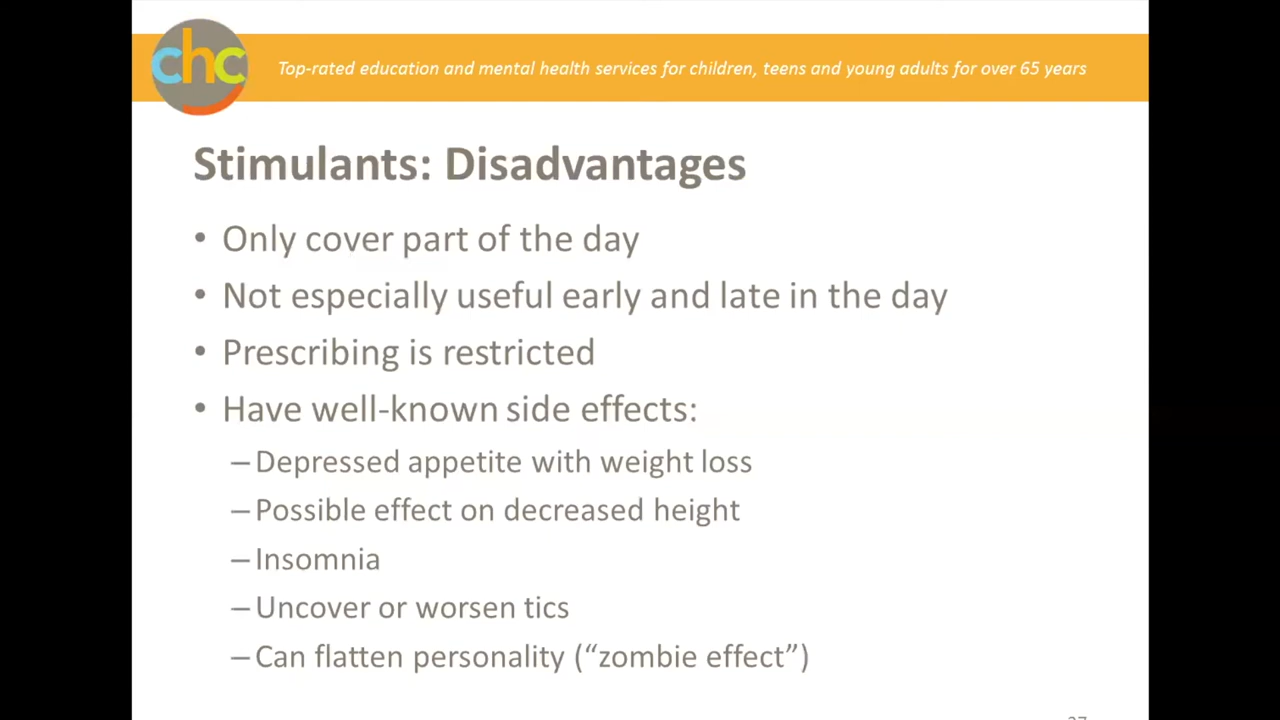 chc
Top-rated education and mental health services for children, teens and young adults for over 65 years
Stimulants: Disadvantages
• Only cover part of the day
• Not especially useful early and late in the day
• Prescribing is restricted
• Have well-known side effects:
– Depressed appetite with weight loss
– Possible effect on decreased height
– Insomnia
– Uncover or worsen tics
– Can flatten personality (“zombie effect”)